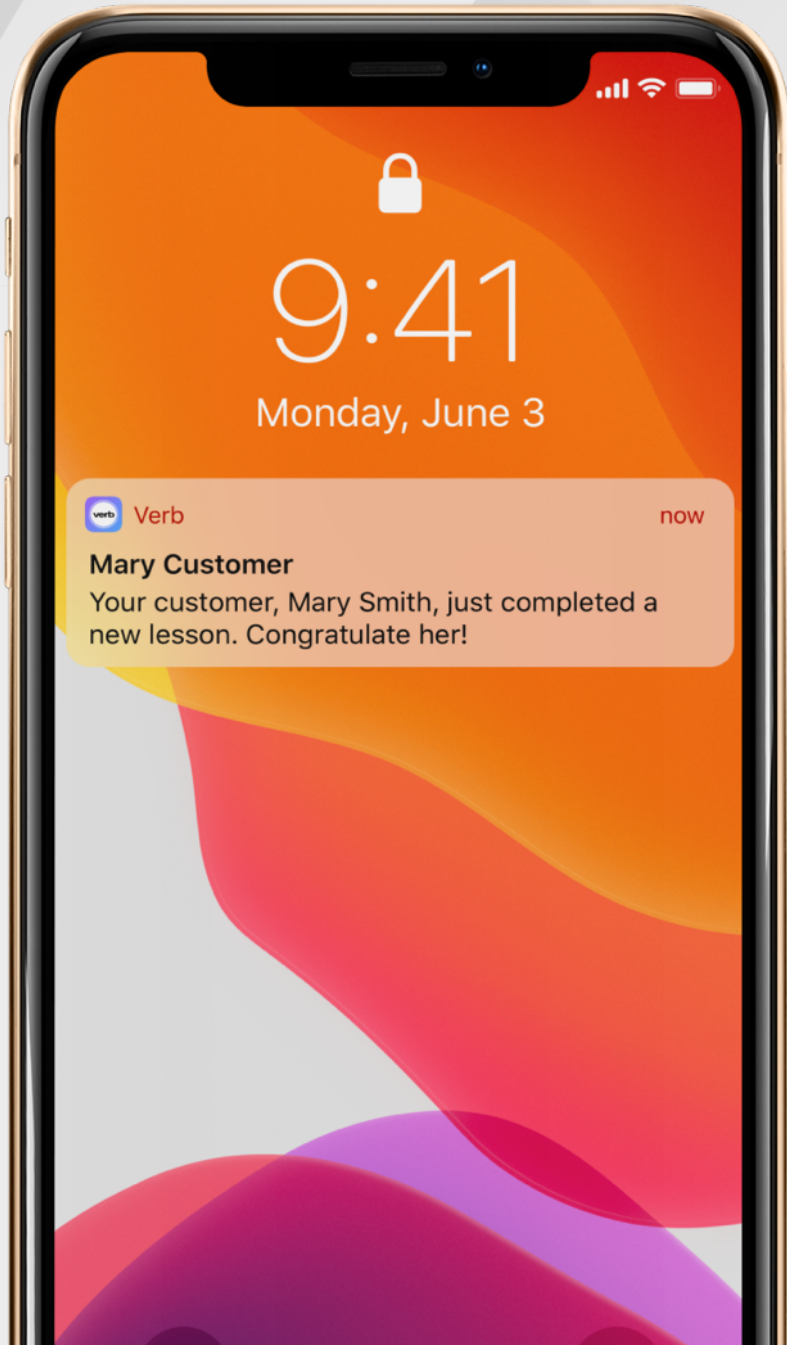 9:41
Monday, June 3
verb
Verb
now
Mary Customer
Your customer, Mary Smith, just completed a
new lesson. Congratulate her!